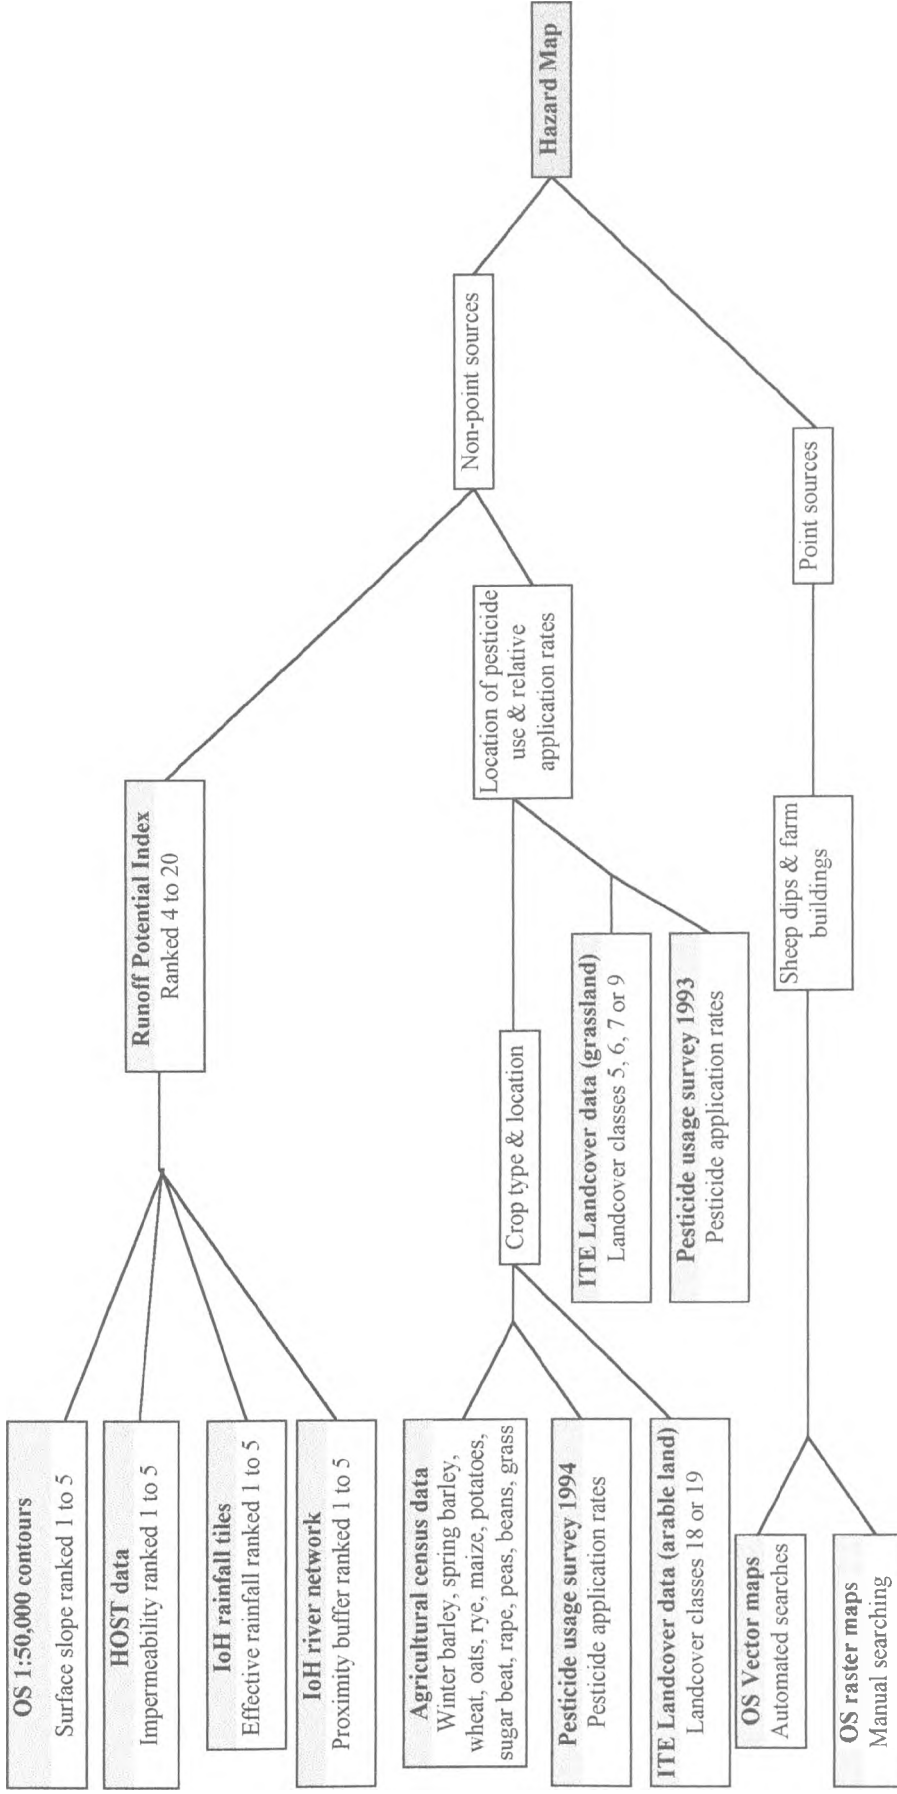 OS 1:50,000 contours
Surface slope ranked 1 to 5
HOST data
Impermeability ranked 1 to 5
IoH rainfall tiles
Effective rainfall ranked 1 to 5
IoH river network
Proximity buffer ranked 1 to 5
Runoff Potential Index
Ranked 4 to 20
Agricultural census data
Winter barley, spring barley,
wheat, oats, rye, maize, potatoes,
sugar beat, rape, peas, beans, grass
Pesticide usage survey 1994
Pesticide application rates
ITE Landcover data (arable land)
Landcover classes 18 or 19
Crop type & location
ITE Landcover data (grassland)
Landcover classes 5, 6, 7 or 9
Pesticide usage survey 1993
Pesticide application rates
Location of pesticide
use & relative
application rates
Non-point sources
OS Vector maps
Automated searches
OS raster maps
Manual searching
Sheep dips & farm
buildings
Point sources
Hazard Map